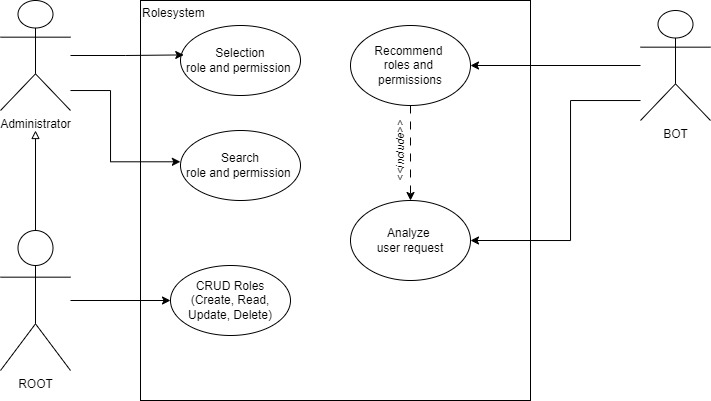 Rolesystem
Selection
role and permission
Recommend
roles and
permissions
Administrator
BOT
<<include>>
Search
role and permission
Analyze
user request
CRUD Roles
(Create, Read,
Update, Delete)
ROOT